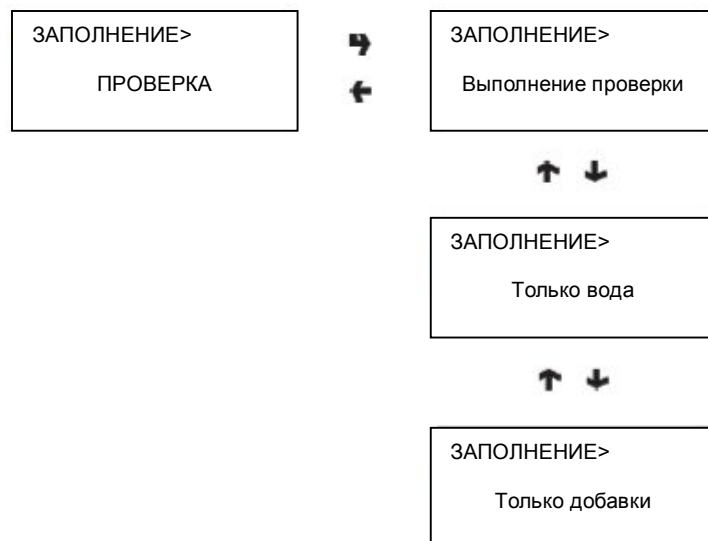 ЗАПОЛНЕНИЕ>
ПРОВЕРКА
ЗАПОЛНЕНИЕ>
Выполнение проверки
ЗАПОЛНЕНИЕ>
Только вода
ЗАПОЛНЕНИЕ>
Только добавки